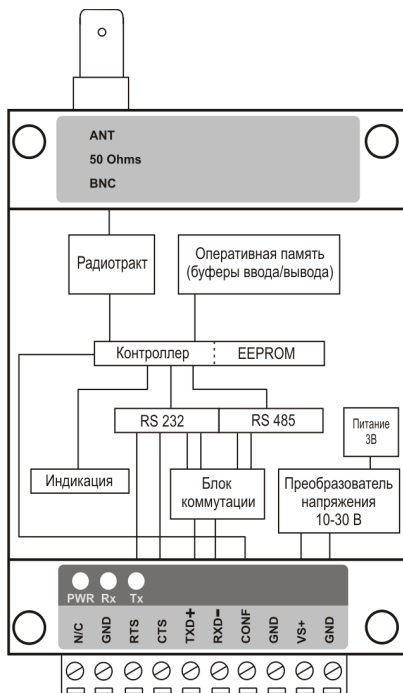 ANT
50 Ohms
BNC
Радиотракт
Оперативная память
(буферы ввода/вывода)
Контроллер
EEPROM
RS 232
RS 485
Питание
3В
Индикация
Блок
коммутации
Преобразователь
напряжения
10-30 В
PWR Rx Tx
N/C
GND
RTS
CTS
TXD+
RXD-
CONF
GND
VS+
GND